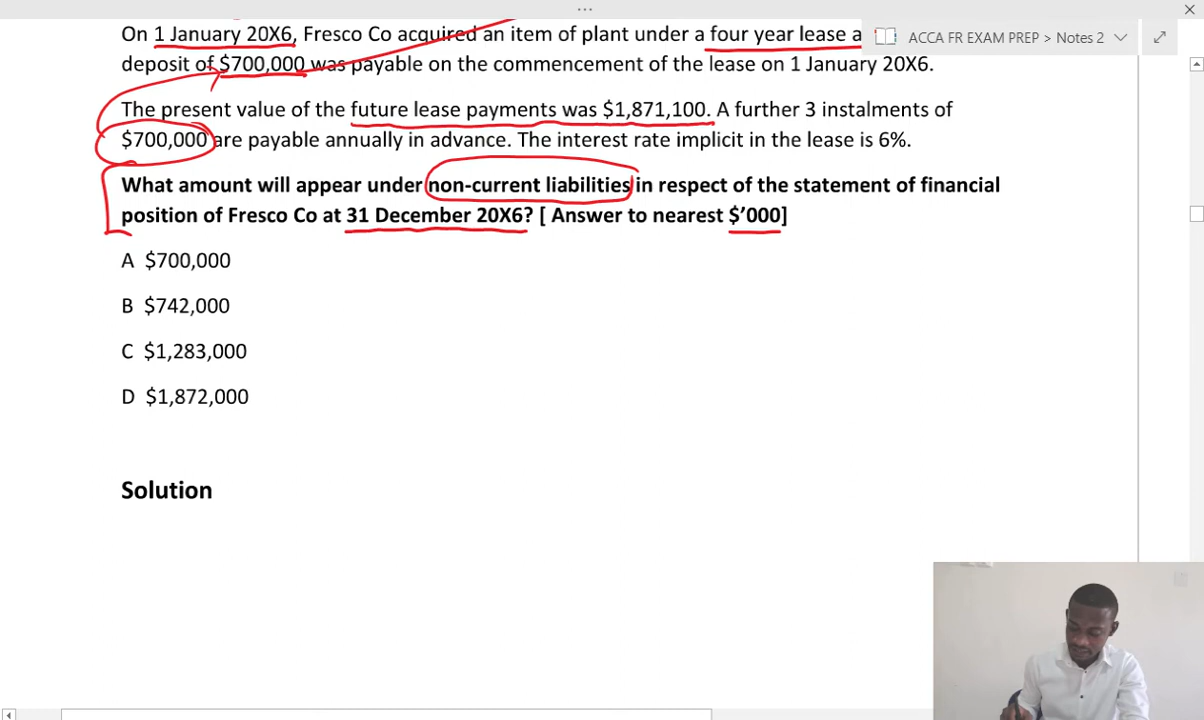 ACCA FR EXAM PREP > Notes 2
On 1 January 20X6, Fresco Co acquired an item of plant under a four year lease a
deposit of $700,000 was payable on the commencement of the lease on 1 January 20X6.
The present value of the future lease payments was $1,871,100. A further 3 instalments of
$700,000 are payable annually in advance. The interest rate implicit in the lease is 6%.
What amount will appear under non-current liabilities in respect of the statement of financial
position of Fresco Co at 31 December 20X6? [ Answer to nearest $’000]
A $700,000
B $742,000
C $1,283,000
D $1,872,000
Solution